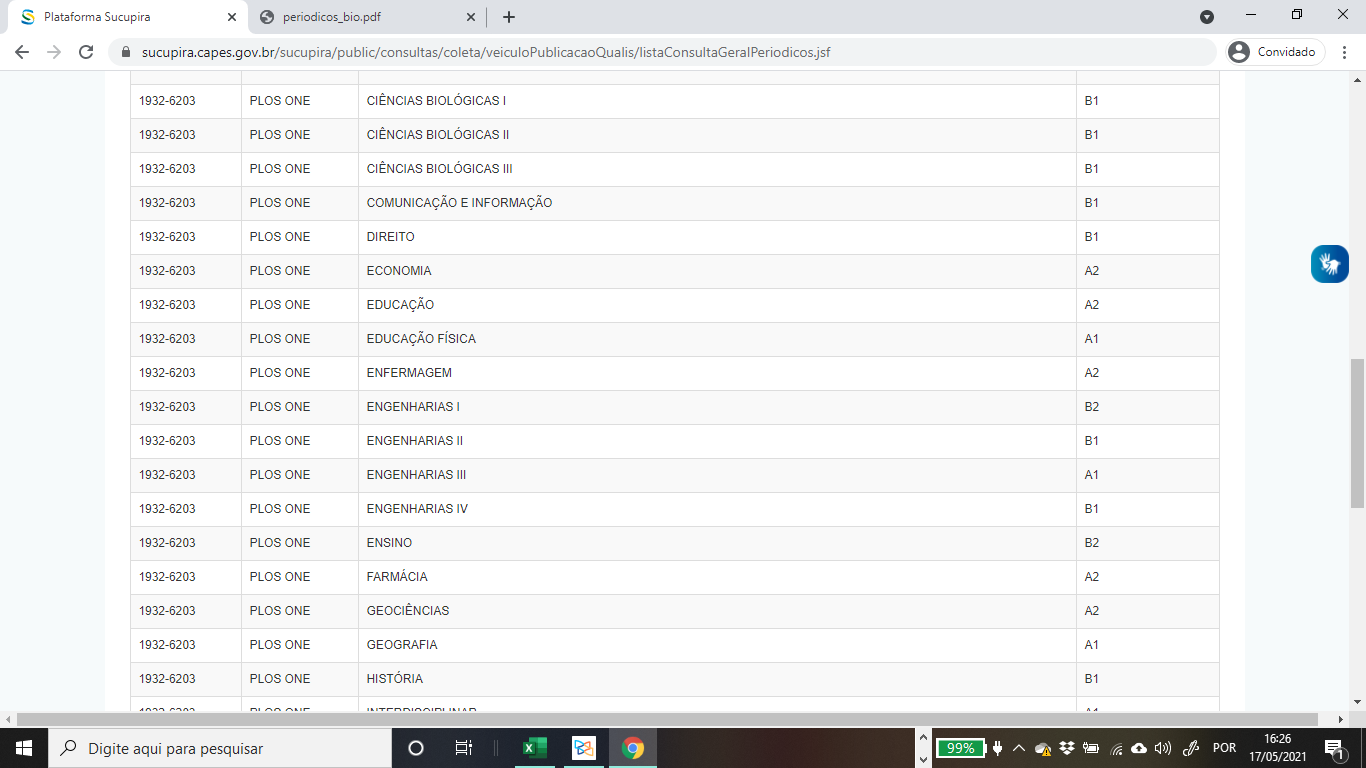 Plataforma Sucupira
periodicos_bio.pdf
sucupira.capes.gov.br/sucupira/public/consultas/coleta/veiculoPublicacaoQualis/listaConsultaGeralPeriodicos.jsf
Convidado
1932-6203 PLOS ONE CIÊNCIAS BIOLÓGICAS I B1
1932-6203 PLOS ONE CIÊNCIAS BIOLÓGICAS II B1
1932-6203 PLOS ONE CIÊNCIAS BIOLÓGICAS III B1
1932-6203 PLOS ONE COMUNICAÇÃO E INFORMAÇÃO B1
1932-6203 PLOS ONE DIREITO B1
1932-6203 PLOS ONE ECONOMIA A2
1932-6203 PLOS ONE EDUCAÇÃO A2
1932-6203 PLOS ONE EDUCAÇÃO FÍSICA A1
1932-6203 PLOS ONE ENFERMAGEM A2
1932-6203 PLOS ONE ENGENHARIAS I B2
1932-6203 PLOS ONE ENGENHARIAS II B1
1932-6203 PLOS ONE ENGENHARIAS III A1
1932-6203 PLOS ONE ENGENHARIAS IV B1
1932-6203 PLOS ONE ENSINO B2
1932-6203 PLOS ONE FARMÁCIA A2
1932-6203 PLOS ONE GEOCIÊNCIAS A2
1932-6203 PLOS ONE GEOGRAFIA A1
1932-6203 PLOS ONE HISTÓRIA B1
1932-6203 PLOS ONE INTERDISCIPLINAR A1
Digite aqui para pesquisar
99%
POR
16:26
17/05/2021
1